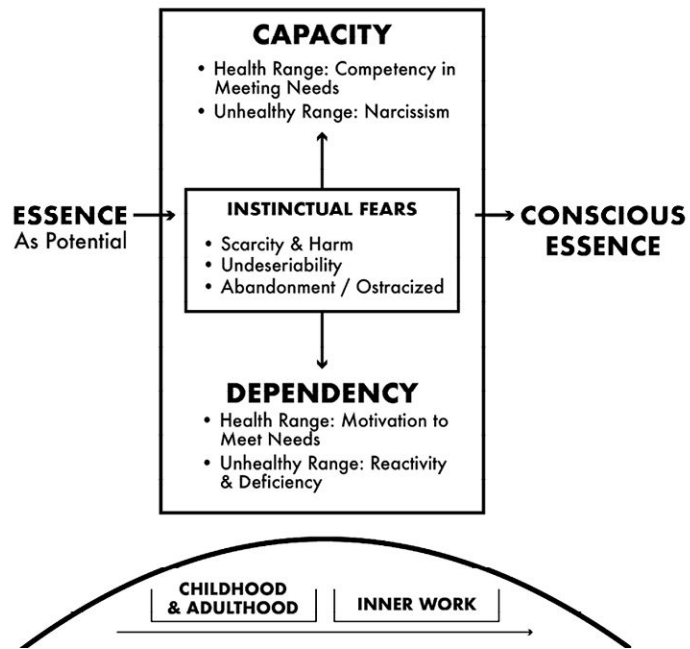 CAPACITY
• Health Range: Competency in
Meeting Needs
• Unhealthy Range: Narcissism
ESSENCE
As Potential
INSTINCTUAL FEARS
• Scarcity & Harm
• Undeseriability
• Abandonment / Ostracized
CONSCIOUS
ESSENCE
DEPENDENCY
• Health Range: Motivation to
Meet Needs
• Unhealthy Range: Reactivity
& Deficiency
CHILDHOOD
& ADULTHOOD
INNER WORK